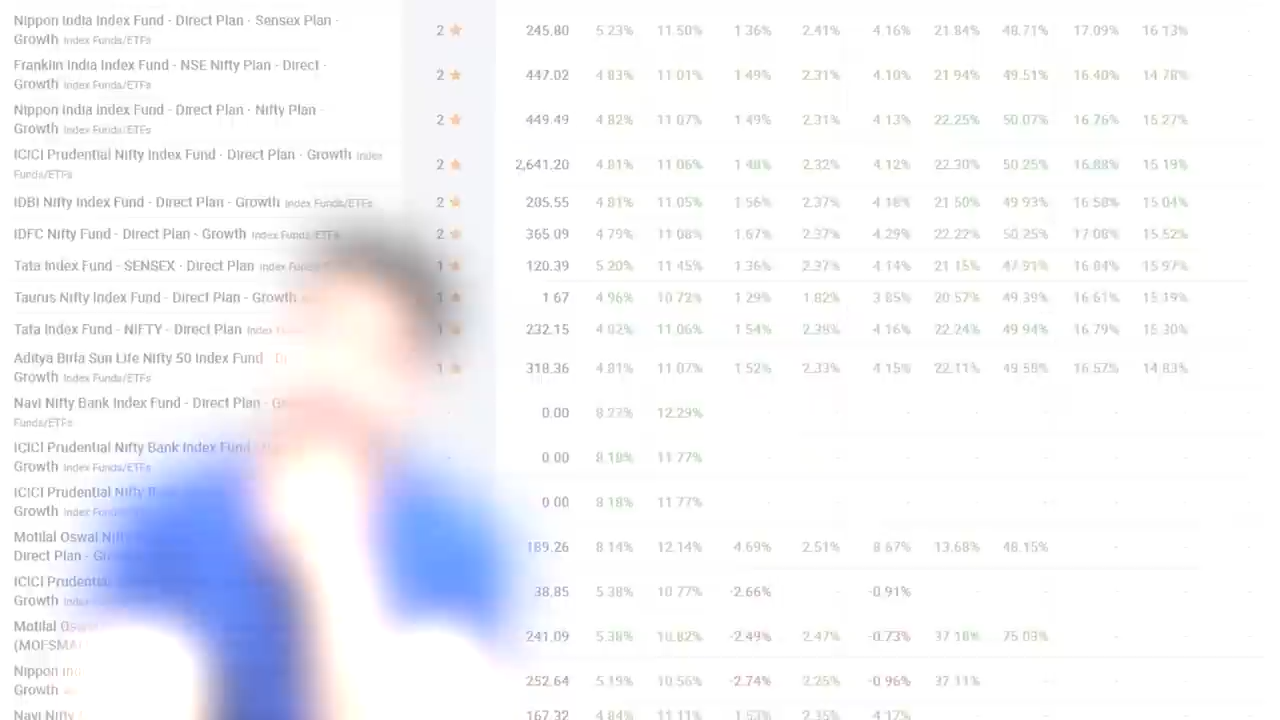 Nippon India Index Fund - Direct Plan - Sensex Plan -
Growth Index Funds/ETFs 2 245.80 5.23% 11.50% 1.36% 2.41% 4.16% 21.84% 48.71% 17.09% 16.13%
Franklin India Index Fund - NSE Nifty Plan - Direct -
Growth Index Funds/ETFs 2 447.02 4.83% 11.01% 1.49% 2.31% 4.10% 21.94% 49.51% 16.40% 14.78%
Nippon India Index Fund - Direct Plan - Nifty Plan -
Growth Index Funds/ETFs 2 449.49 4.82% 11.07% 1.49% 2.31% 4.13% 22.25% 50.07% 16.76% 15.27%
ICICI Prudential Nifty Index Fund - Direct Plan - Growth Index
Funds/ETFs 2 2,641.20 4.81% 11.06% 1.48% 2.32% 4.12% 22.30% 50.25% 16.88% 15.19%
IDBI Nifty Index Fund - Direct Plan - Growth Index Funds/ETFs 2 205.55 4.81% 11.05% 1.56% 2.37% 4.18% 21.50% 49.93% 16.58% 15.04%
IDFC Nifty Fund - Direct Plan - Growth Index Funds/ETFs 2 365.09 4.79% 11.08% 1.67% 2.37% 4.29% 22.22% 50.25% 17.08% 15.52%
Tata Index Fund - SENSEX - Direct Plan Index 1 120.39 5.20% 11.45% 1.36% 2.37% 4.14% 21.15% 47.91% 16.04% 15.97%
Taurus Nifty Index Fund - Direct Plan - Growth 1 1.67 4.96% 10.72% 1.29% 1.82% 3.85% 20.57% 49.39% 16.61% 15.19%
Tata Index Fund - NIFTY - Direct Plan Index 1 232.15 4.82% 11.06% 1.54% 2.38% 4.16% 22.24% 49.94% 16.79% 15.30%
Aditya Birla Sun Life Nifty 50 Index Fund
Growth Index Funds/ETFs 1 318.36 4.81% 11.07% 1.52% 2.33% 4.15% 22.11% 49.58% 16.57% 14.83%
Navi Nifty Bank Index Fund - Direct Plan -
Funds/ETFs 0.00 8.27% 12.29%
ICICI Prudential Nifty Bank Index Fund
Growth Index Funds/ETFs 0.00 8.18% 11.77%
ICICI Prudential Nifty
Growth Index Funds/ETFs 0.00 8.18% 11.77%
Motilal Oswal Nifty
Direct Plan - 189.26 8.14% 12.14% 4.69% 2.51% 8.67% 13.68% 48.15%
ICICI Prudential
Growth Index 38.85 5.38% 10.77% -2.66% -0.91%
Motilal
(MOFSM 241.09 5.38% 10.82% -2.49% 2.47% -0.73% 37.18% 75.03%
Nippon
Growth 252.64 5.19% 10.56% -2.74% 2.25% -0.96% 37.11%
Navi Nifty 167.32 4.84% 11.11% 1.53% 2.35% 4.17%